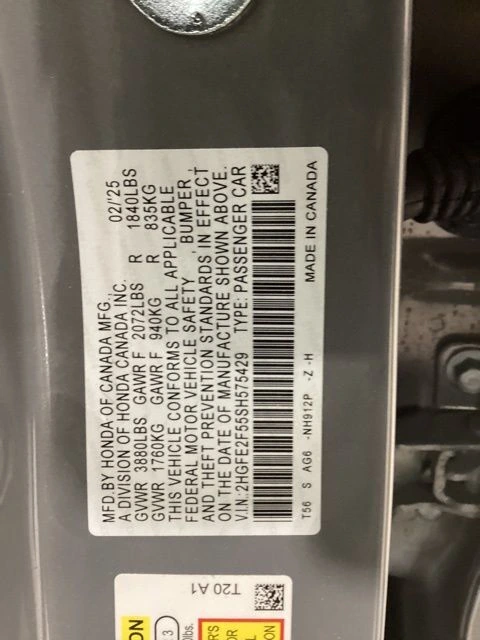 MFD.BY HONDA OF CANADA MFG.,
A DIVISION OF HONDA CANADA INC. 02/'25
GVWR 3880LBS GAWR F 2072LBS R 1840LBS
GVWR 1760KG GAWR F 940KG R 835KG
THIS VEHICLE CONFORMS TO ALL APPLICABLE
FEDERAL MOTOR VEHICLE SAFETY, BUMPER,
AND THEFT PREVENTION STANDARDS, IN EFFECT
ON THE DATE OF MANUFACTURE SHOWN ABOVE.
V.I.N.:2HGFE2F55SH575429 TYPE: PASSENGER CAR
T56 S AG6 -NH912P -Z -H MADE IN CANADA
T20 A1